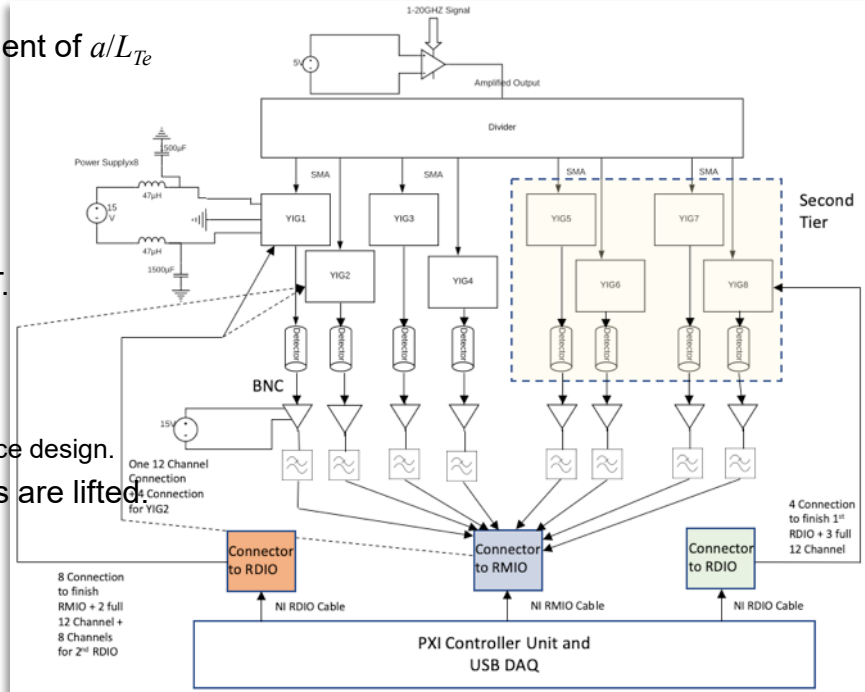 1-20GHZ Signal
ent of a/L_Te
5V
Amplified Output
Divider
1500µF
Power Supplyx8
SMA
SMA
SMA
SMA
47µH
15
V
YIG1
YIG3
YIG5
YIG7
Second
Tier
47µH
1500µF
YIG2
YIG4
YIG6
YIG8
.
Detector
Detector
Detector
Detector
Detector
Detector
Detector
Detector
BNC
15V
ce design.
One 12 Channel
Connection
+ 4 Connection
for YIG2
s are lifted.
4 Connection
to finish 1st
RDIO + 3 full
12 Channel
Connector
to RDIO
Connector
to RMIO
Connector
to RDIO
8 Connection
to finish
RMIO + 2 full
12 Channel +
8 Channels
for 2nd RDIO
NI RDIO Cable
NI RMIO Cable
NI RDIO Cable
PXI Controller Unit and
USB DAQ